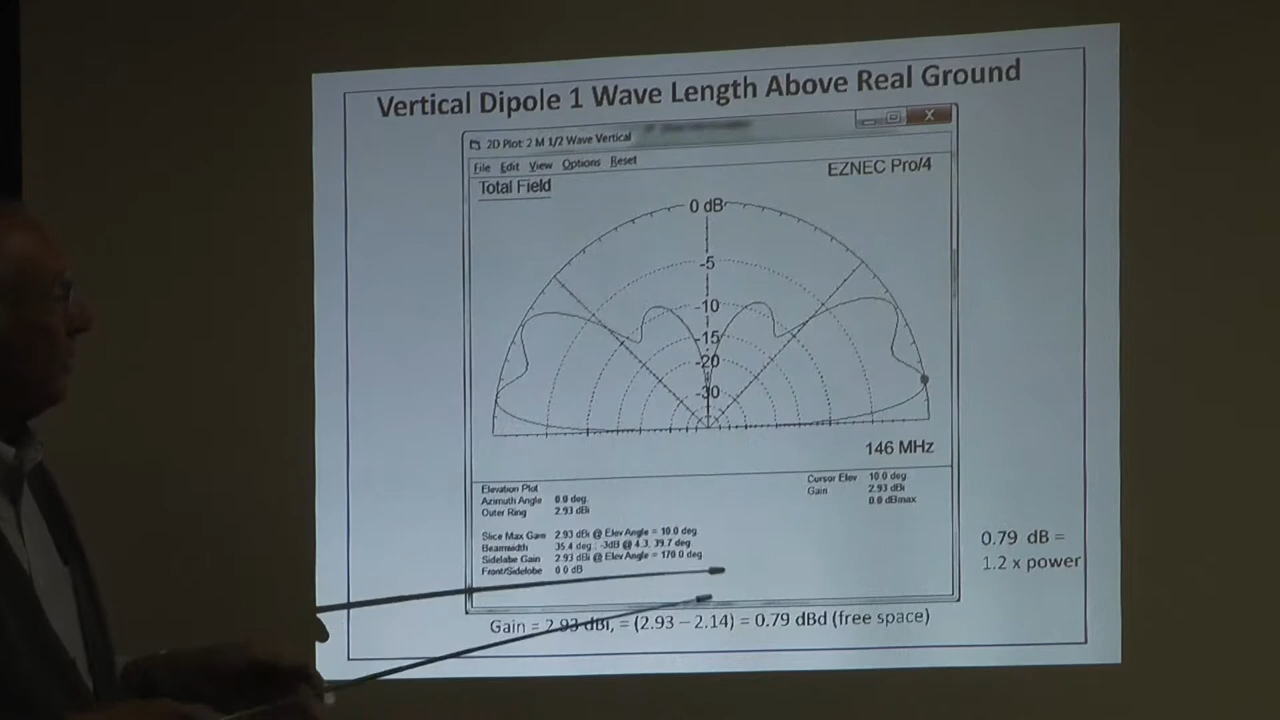 Vertical Dipole 1 Wave Length Above Real Ground
2D Plot: 2 M 1/2 Wave Vertical
File Edit View Options Reset
Total Field
EZNEC Pro/4
0 dB
-5
-10
-15
-20
-30
146 MHz
Elevation Plot
Azimuth Angle 0.0 deg.
Outer Ring 2.93 dBi
Cursor Elev 10.0 deg.
Gain 2.93 dBi
0.0 dBmax
Slice Max Gain 2.93 dBi @ Elev Angle = 10.0 deg.
Beamwidth 35.4 deg.; -3dB @ 4.3, 39.7 deg.
Sidelobe Gain 2.93 dBi @ Elev Angle = 170.0 deg.
Front/Sidelobe 0.0 dB
0.79 dB =
1.2 x power
Gain = 2.93 dBi, = (2.93 – 2.14) = 0.79 dBd (free space)